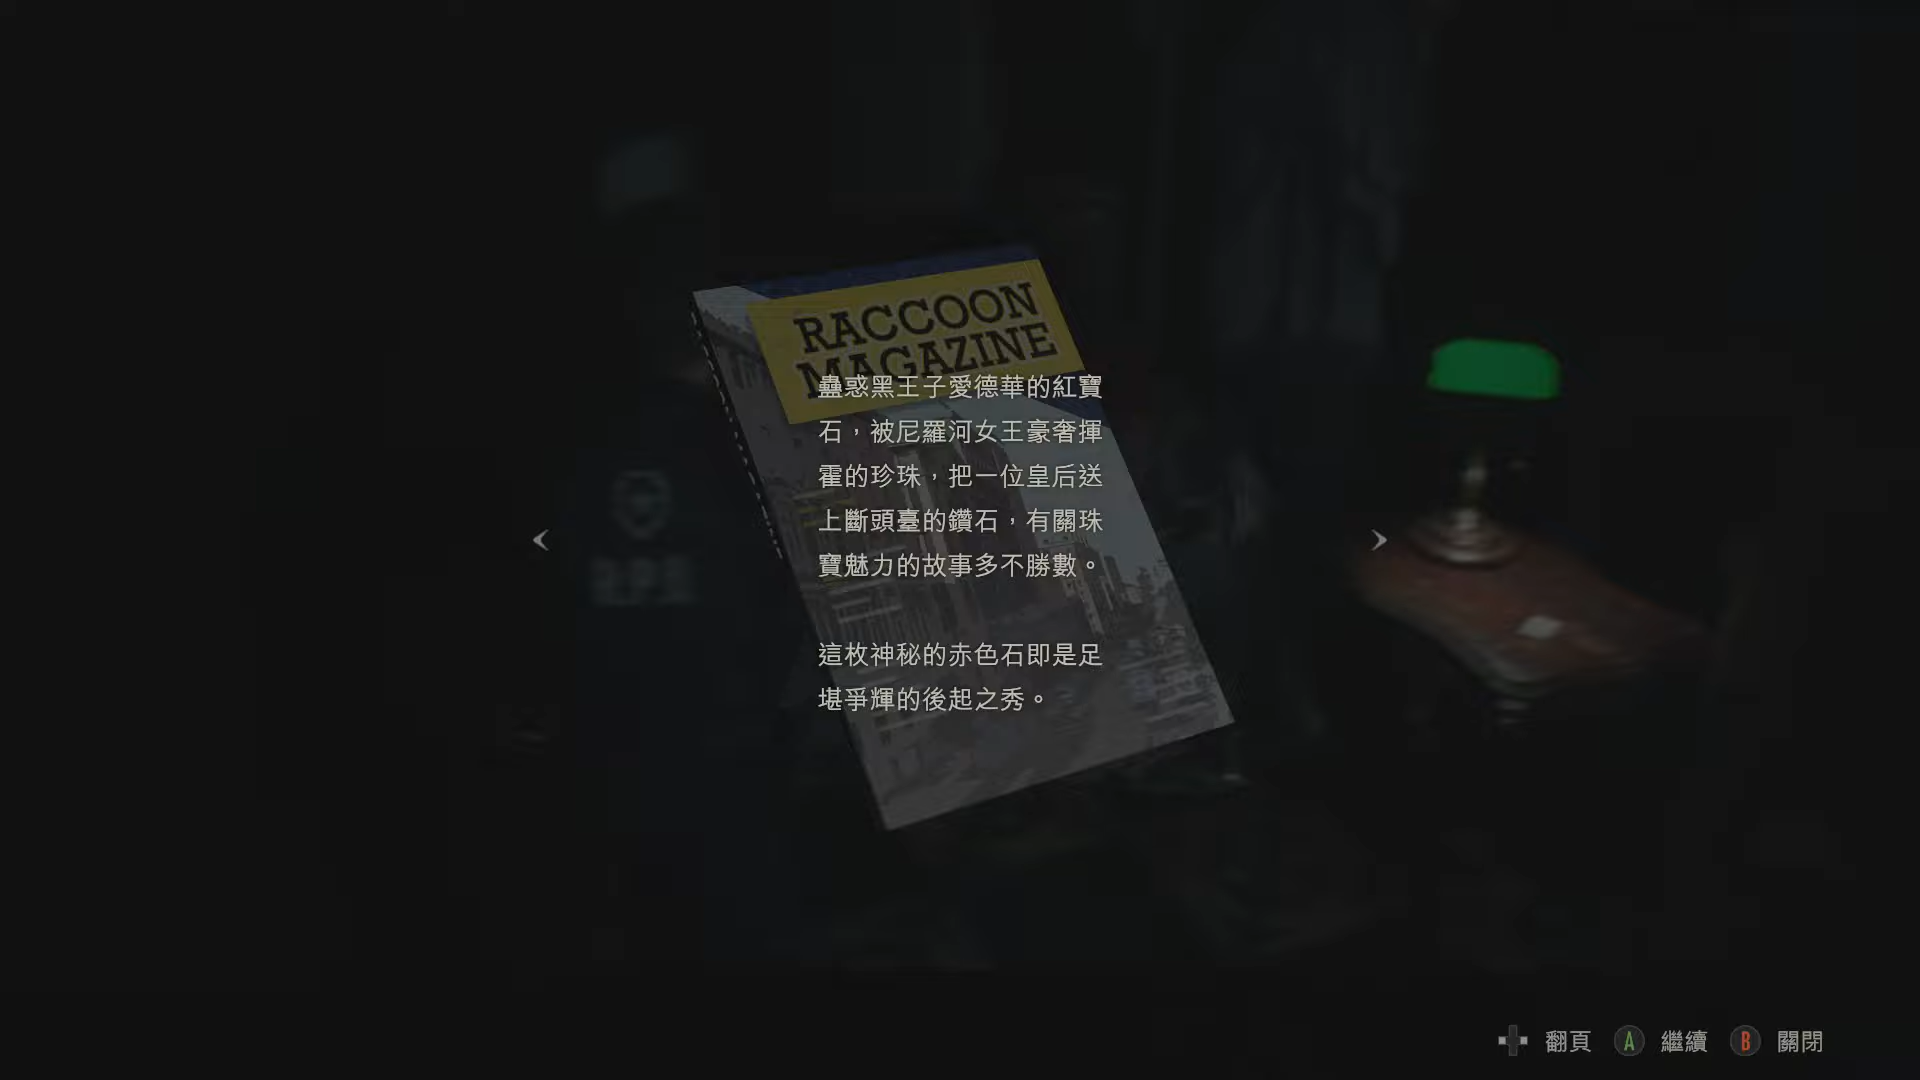 RACCOON
MAGAZINE
蠱惑黑王子愛德華的紅寶
石，被尼羅河女王豪奢揮
霍的珍珠，把一位皇后送
上斷頭臺的鑽石，有關珠
寶魅力的故事多不勝數。
這枚神秘的赤色石即是足
堪爭輝的後起之秀。
翻頁 A 繼續 B 關閉